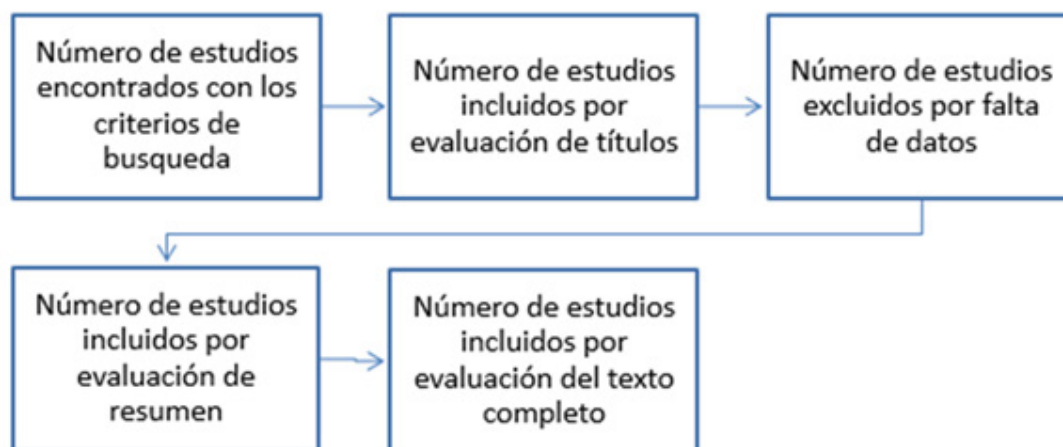 Número de estudios
encontrados con los
criterios de
busqueda
Número de estudios
incluidos por
evaluación de títulos
Número de estudios
excluidos por falta
de datos
Número de estudios
incluidos por
evaluación de
resumen
Número de estudios
incluidos por
evaluación del texto
completo